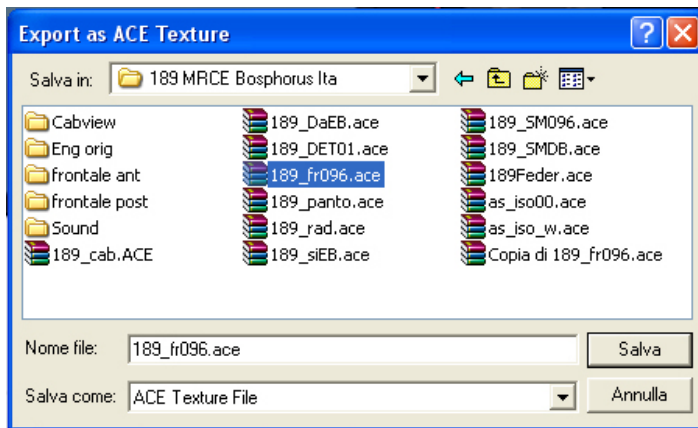 Export as ACE Texture
Salva in: 189 MRCE Bosphorus Ita
Cabview
Eng orig
frontale ant
frontale post
Sound
189_cab.ACE
189_DaEB.ace
189_DET01.ace
189_fr096.ace
189_panto.ace
189_rad.ace
189_siEB.ace
189_SM096.ace
189_SMDB.ace
189Feder.ace
as_iso00.ace
as_iso_w.ace
Copia di 189_fr096.ace
Nome file: 189_fr096.ace Salva
Salva come: ACE Texture File Annulla